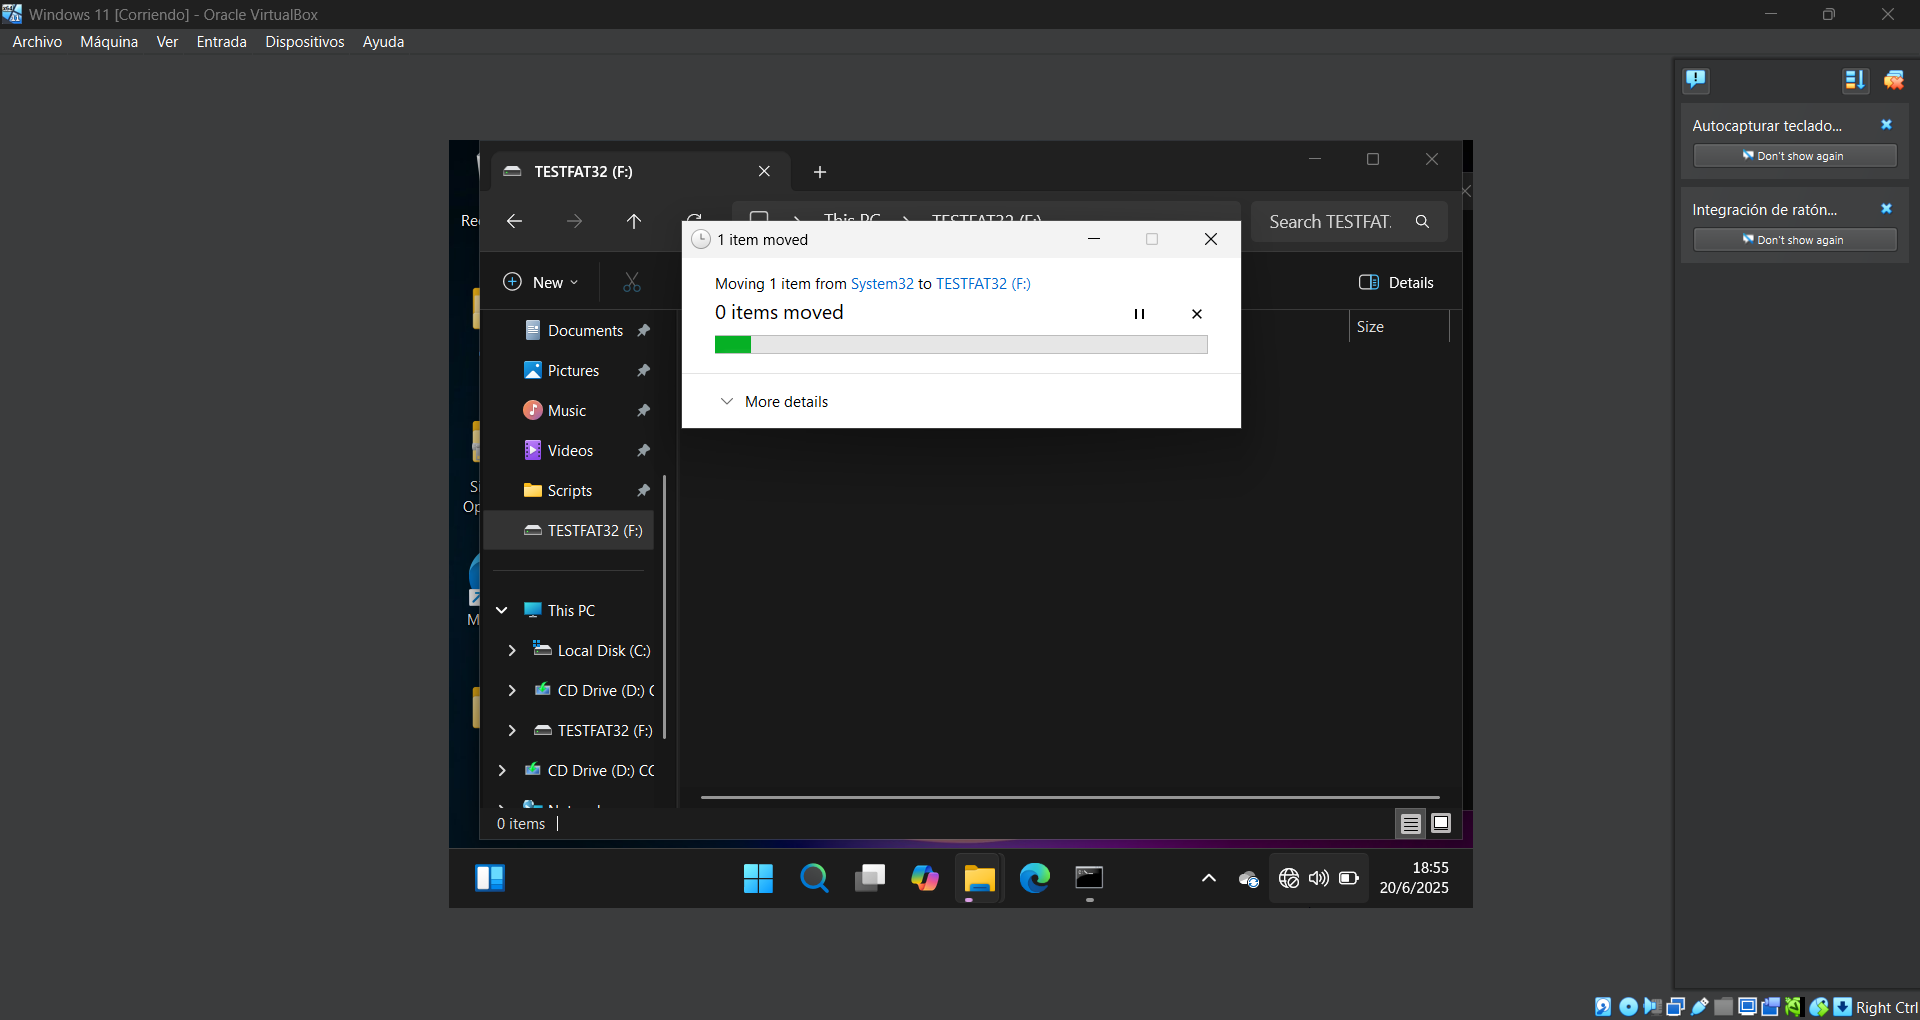 Windows 11 [Corriendo] - Oracle VirtualBox
Archivo Máquina Ver Entrada Dispositivos Ayuda
Autocapturar teclado...
Don't show again
Integración de ratón...
Don't show again
TESTFAT32 (F:)
This PC TESTFAT32 (F:)
Search TESTFAT
New
Details
1 item moved
Moving 1 item from System32 to TESTFAT32 (F:)
0 items moved
More details
Size
Documents
Pictures
Music
Videos
Scripts
TESTFAT32 (F:)
This PC
Local Disk (C:)
CD Drive (D:) C
TESTFAT32 (F:)
CD Drive (D:) CC
0 items
18:55
20/6/2025
Right Ctrl